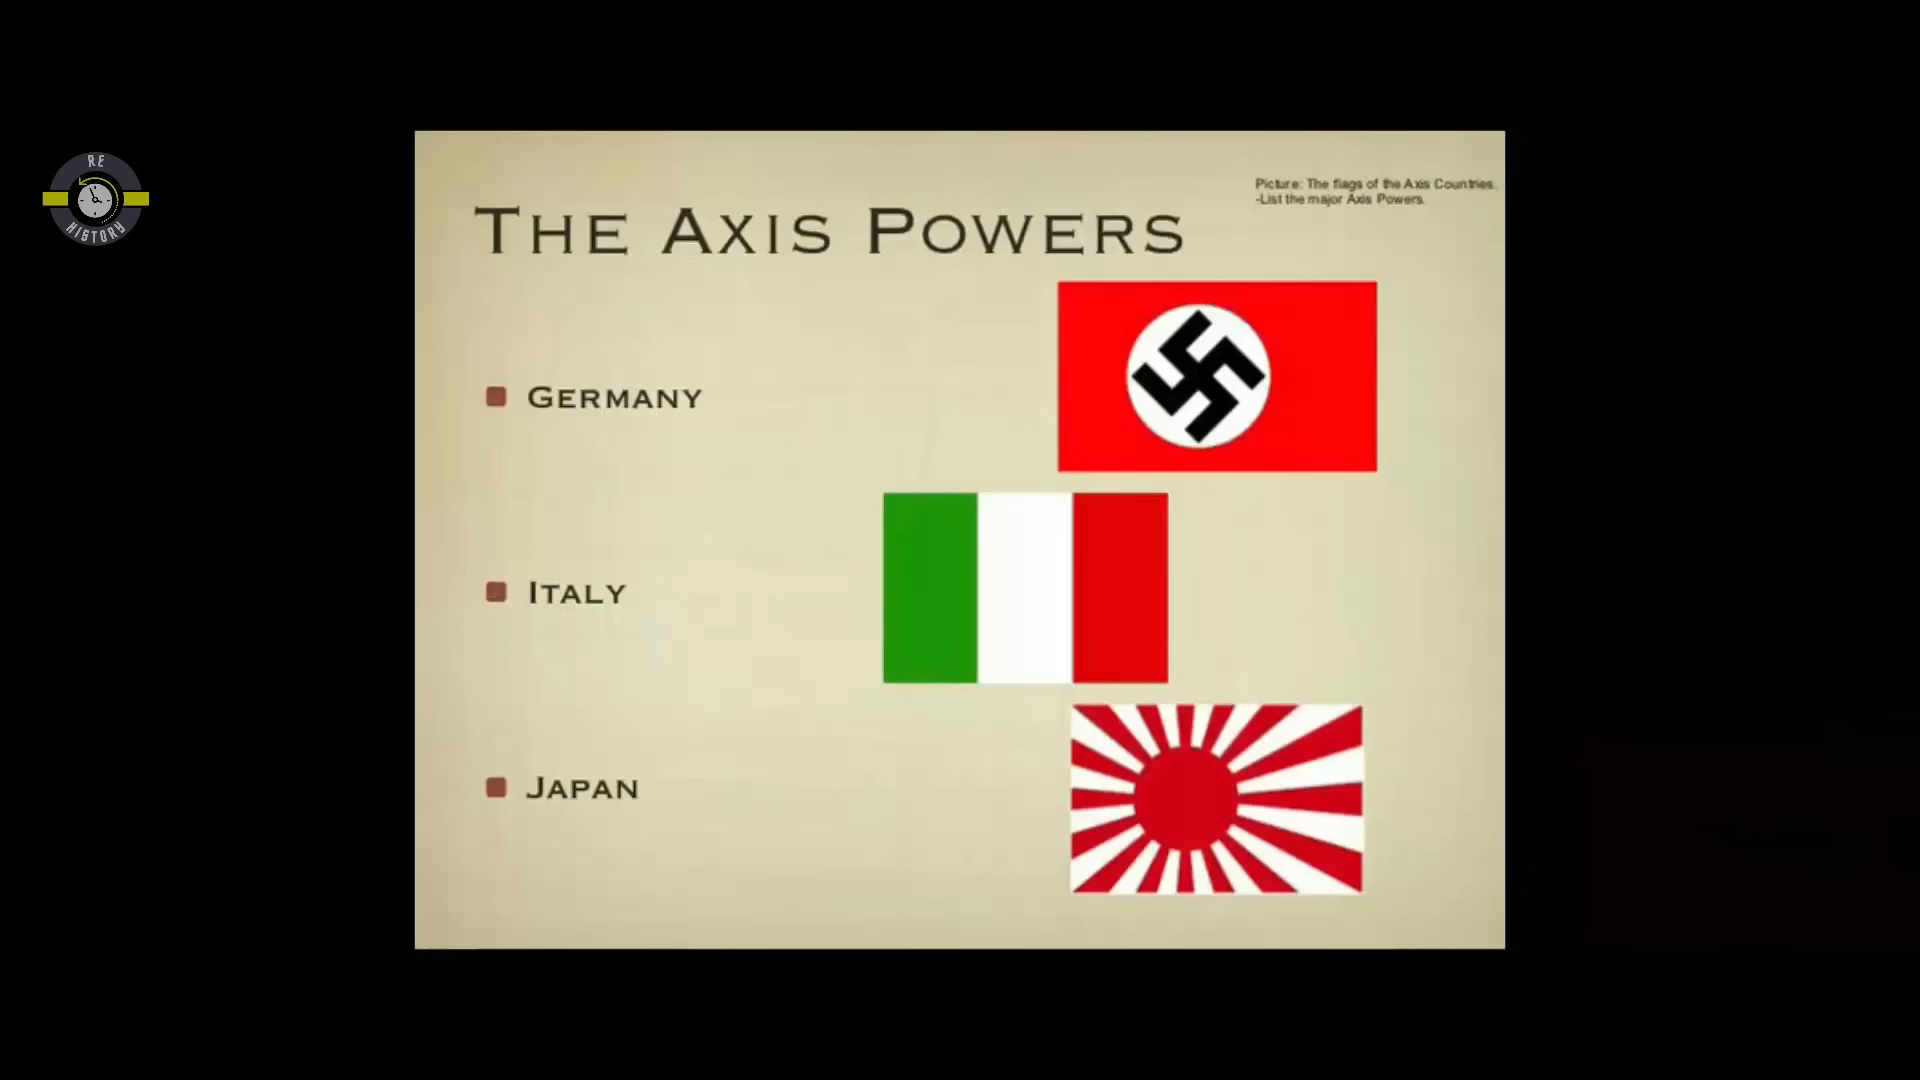 RE
HISTORY
Picture: The flags of the Axis Countries.
-List the major Axis Powers.
THE AXIS POWERS
GERMANY
ITALY
JAPAN